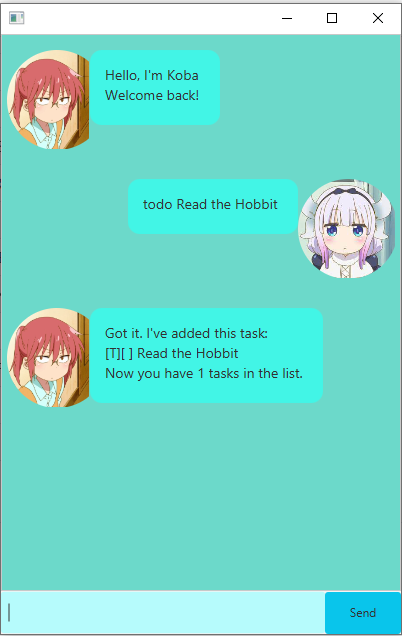 Hello, I'm Koba
Welcome back!
todo Read the Hobbit
Got it. I've added this task:
[T][ ] Read the Hobbit
Now you have 1 tasks in the list.
Send